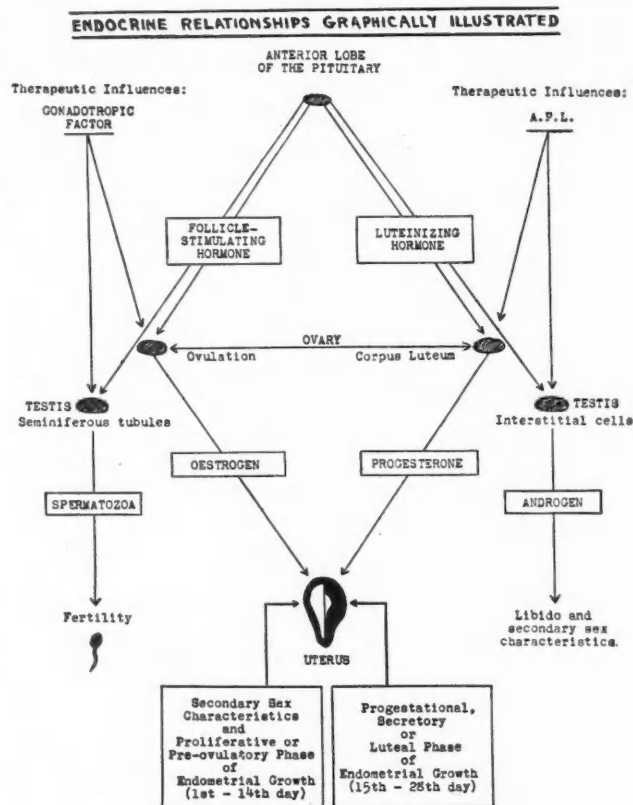 ENDOCRINE RELATIONSHIPS GRAPHICALLY ILLUSTRATED
ANTERIOR LOBE
OF THE PITUITARY
Therapeutic Influences:
GONADOTROPIC
FACTOR
Therapeutic Influences:
A.P.L.
FOLLICLE-
STIMULATING
HORMONE
LUTEINIZING
HORMONE
OVARY
Ovulation
Corpus Luteum
TESTIS
Seminiferous tubules
TESTIS
Interstitial cells
OESTROGEN
PROGESTERONE
SPERMATOZOA
ANDROGEN
Fertility
Libido and
secondary sex
characteristics.
UTERUS
Secondary Sex
Characteristics
and
Proliferative or
Pre-ovulatory Phase
of
Endometrial Growth
(1st - 14th day)
Progestational,
Secretory
or
Luteal Phase
of
Endometrial Growth
(15th - 28th day)